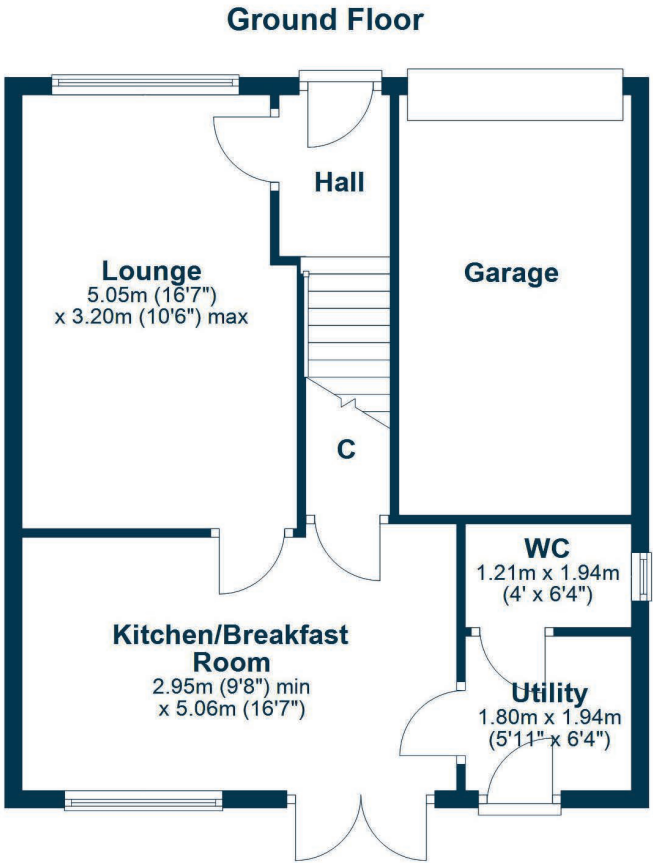 Ground Floor
Hall
Lounge
5.05m (16'7")
x 3.20m (10'6") max
Garage
C
WC
1.21m x 1.94m
(4' x 6'4")
Kitchen/Breakfast
Room
2.95m (9'8") min
x 5.06m (16'7")
Utility
1.80m x 1.94m
(5'11" x 6'4")